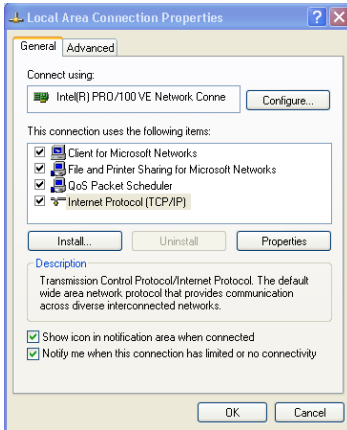 Local Area Connection Properties
General Advanced
Connect using:
Intel(R) PRO/100 VE Network Conne
Configure...
This connection uses the following items:
Client for Microsoft Networks
File and Printer Sharing for Microsoft Networks
QoS Packet Scheduler
Internet Protocol (TCP/IP)
Install... Uninstall Properties
Description
Transmission Control Protocol/Internet Protocol. The default
wide area network protocol that provides communication
across diverse interconnected networks.
Show icon in notification area when connected
Notify me when this connection has limited or no connectivity
OK Cancel